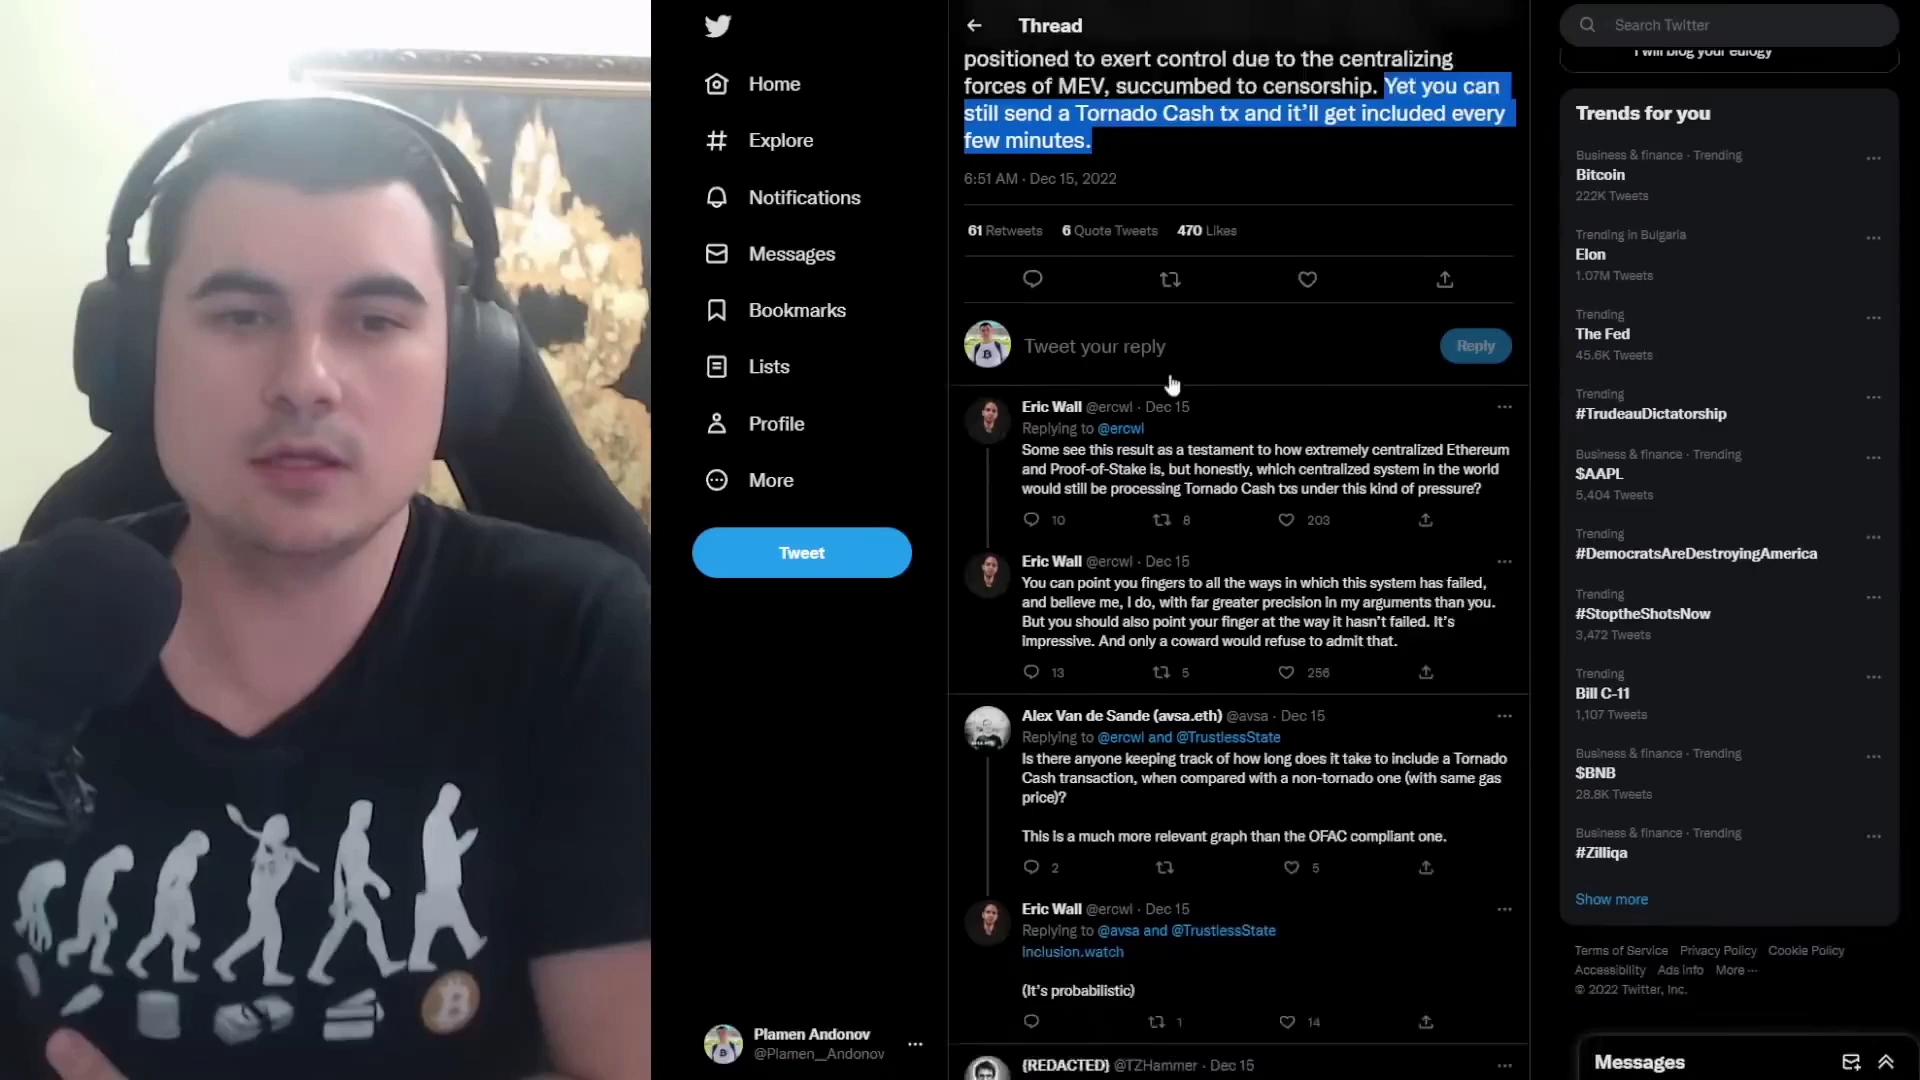 Thread
positioned to exert control due to the centralizing
forces of MEV, succumbed to censorship. Yet you can
still send a Tornado Cash tx and it'll get included every
few minutes.
6:51 AM · Dec 15, 2022
61 Retweets 6 Quote Tweets 470 Likes
Tweet your reply
Reply
Eric Wall @ercwl · Dec 15
Replying to @ercwl
Some see this result as a testament to how extremely centralized Ethereum
and Proof-of-Stake is, but honestly, which centralized system in the world
would still be processing Tornado Cash txs under this kind of pressure?
10 8 203
Eric Wall @ercwl · Dec 15
You can point you fingers to all the ways in which this system has failed,
and believe me, I do, with far greater precision in my arguments than you.
But you should also point your finger at the way it hasn't failed. It's
impressive. And only a coward would refuse to admit that.
13 5 256
Alex Van de Sande (avsa.eth) @avsa · Dec 15
Replying to @ercwl and @TrustlessState
Is there anyone keeping track of how long does it take to include a Tornado
Cash transaction, when compared with a non-tornado one (with same gas
price)?
This is a much more relevant graph than the OFAC compliant one.
2 5
Eric Wall @ercwl · Dec 15
Replying to @avsa and @TrustlessState
inclusion.watch
(It's probabilistic)
1 14
{REDACTED} @TZHammer · Dec 15
Home
Explore
Notifications
Messages
Bookmarks
Lists
Profile
More
Tweet
Plamen Andonov
@Plamen__Andonov
Search Twitter
I will blog your eulogy
Trends for you
Business & finance · Trending
Bitcoin
222K Tweets
Trending in Bulgaria
Elon
1.07M Tweets
Trending
The Fed
45.6K Tweets
Trending
#TrudeauDictatorship
Business & finance · Trending
$AAPL
5,404 Tweets
Trending
#DemocratsAreDestroyingAmerica
Trending
#StoptheShotsNow
3,472 Tweets
Trending
Bill C-11
1,107 Tweets
Business & finance · Trending
$BNB
28.8K Tweets
Business & finance · Trending
#Zilliqa
Show more
Terms of Service Privacy Policy Cookie Policy
Accessibility Ads info More
© 2022 Twitter, Inc.
Messages